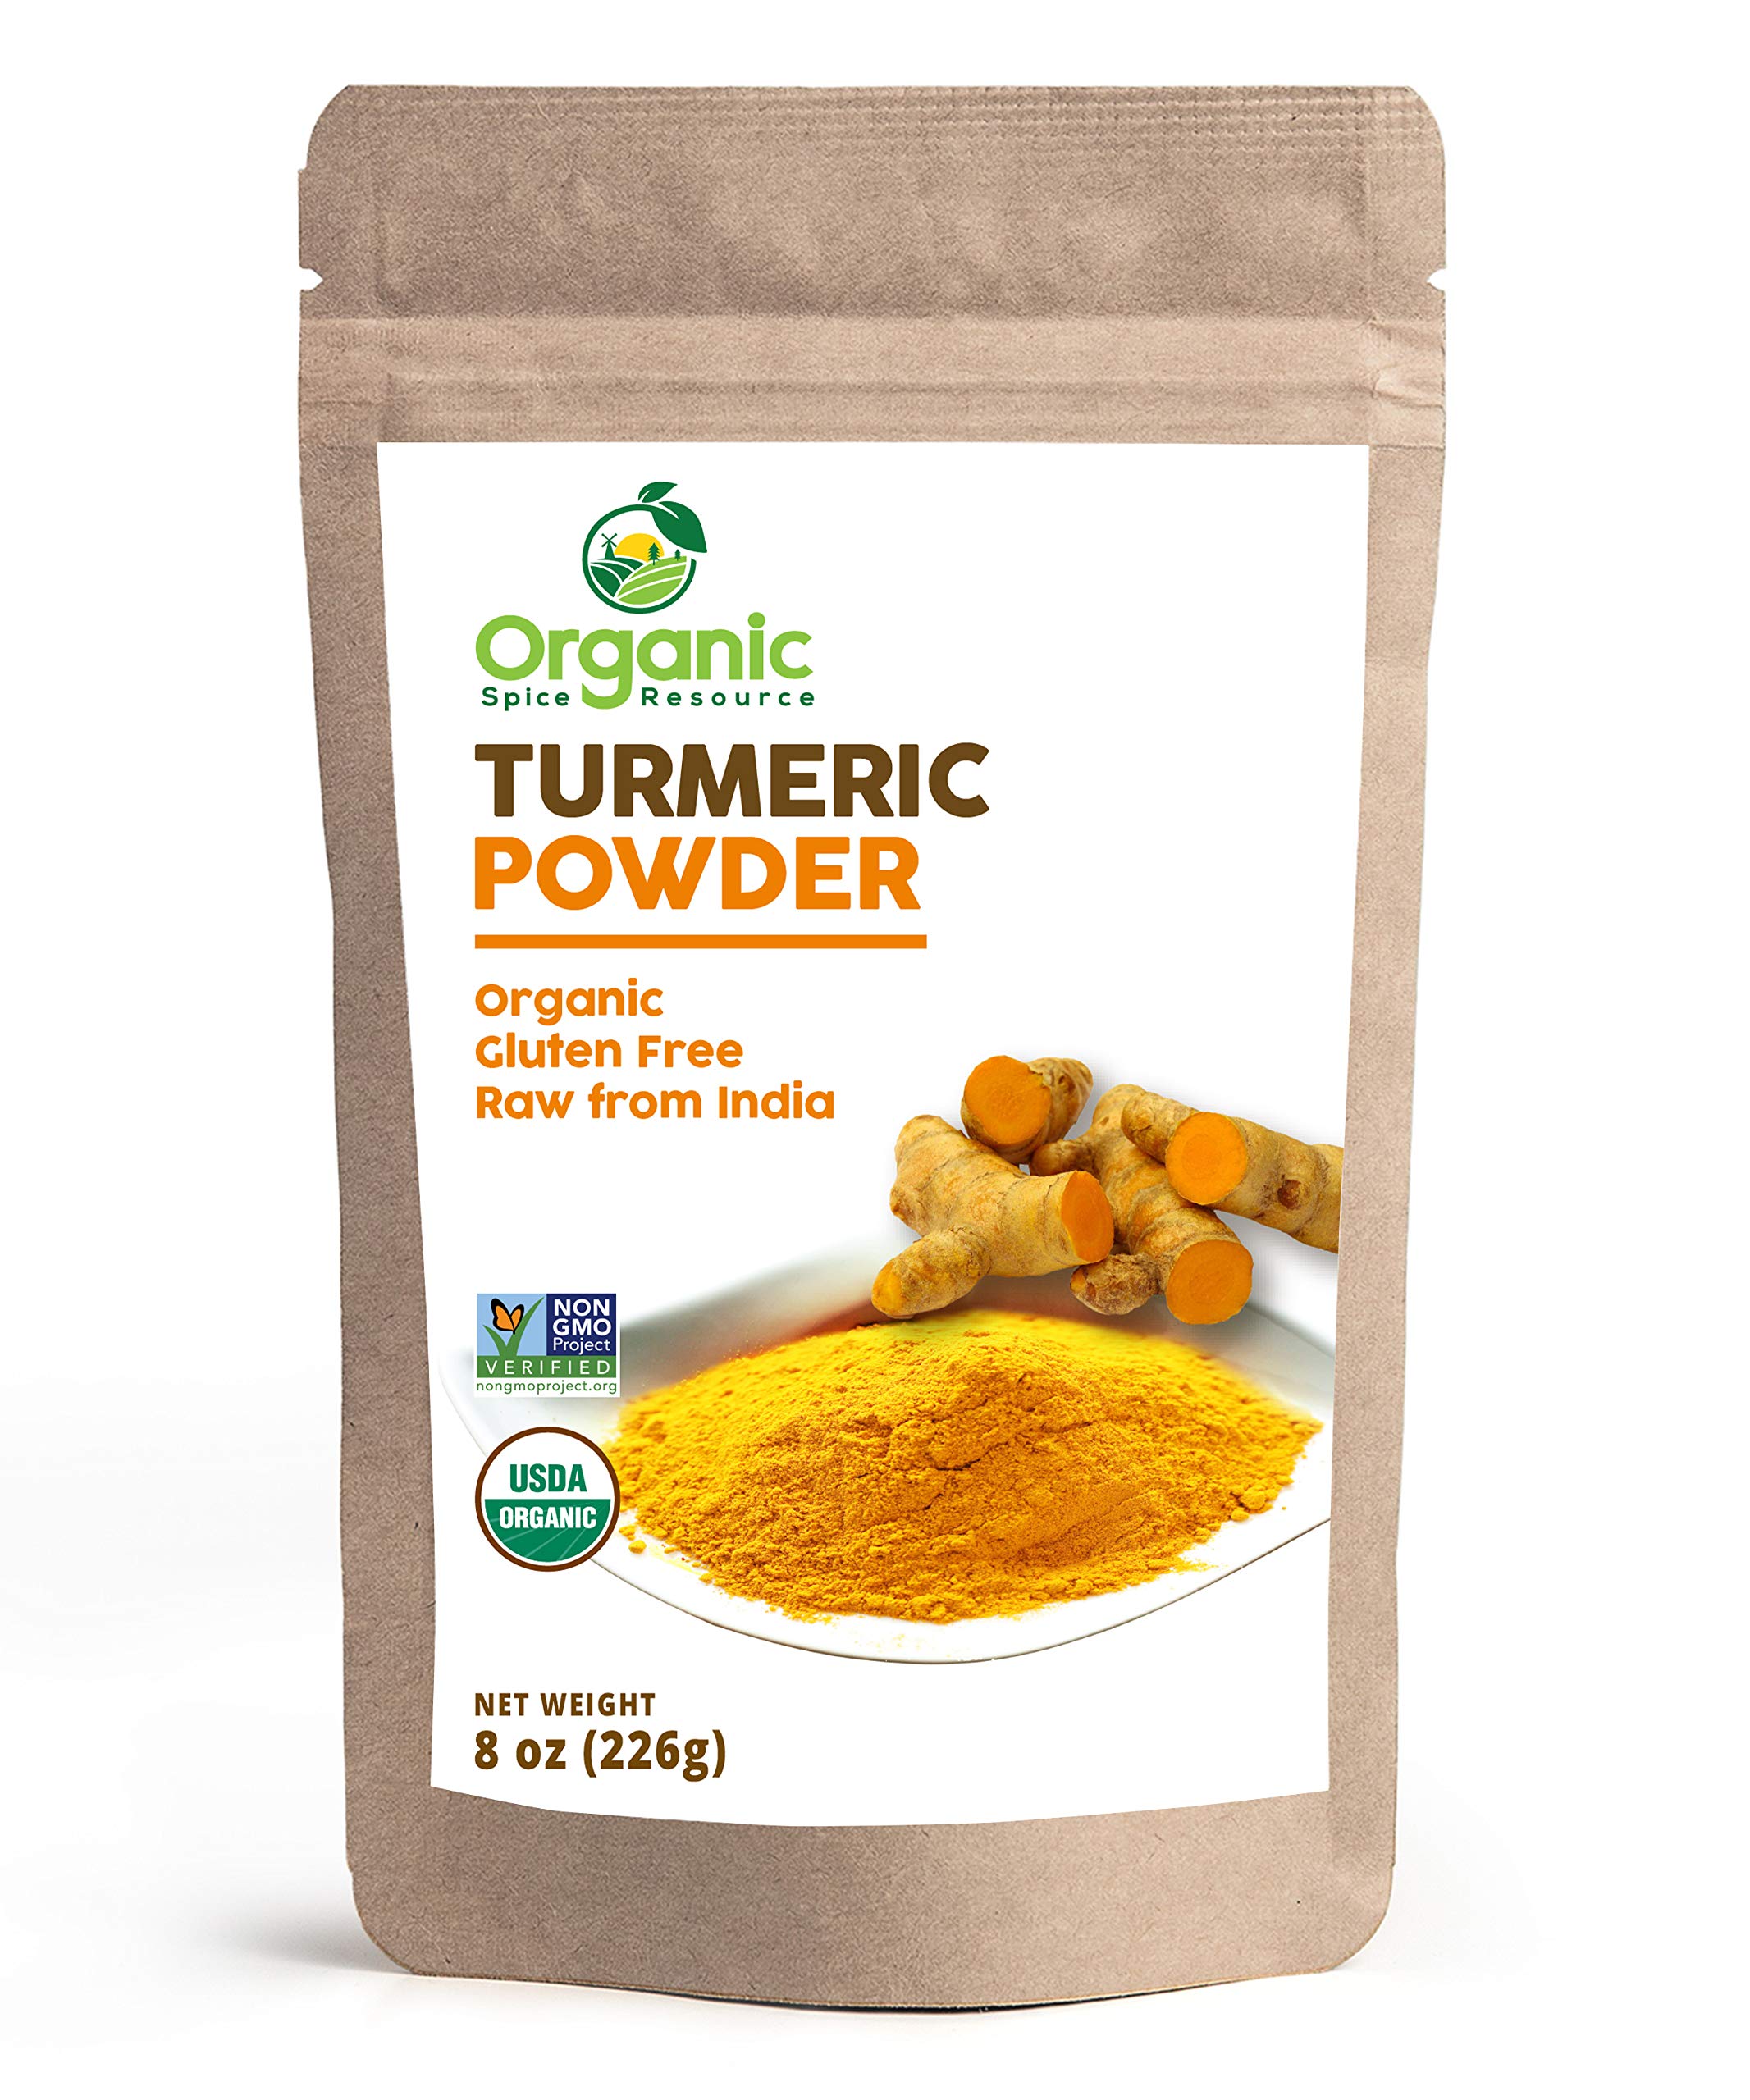 Organic
Spice Resource
TURMERIC
POWDER
Organic
Gluten Free
Raw from India
NON
GMO
Project
VERIFIED
nongmoproject.org
USDA
ORGANIC
NET WEIGHT
8 oz (226g)